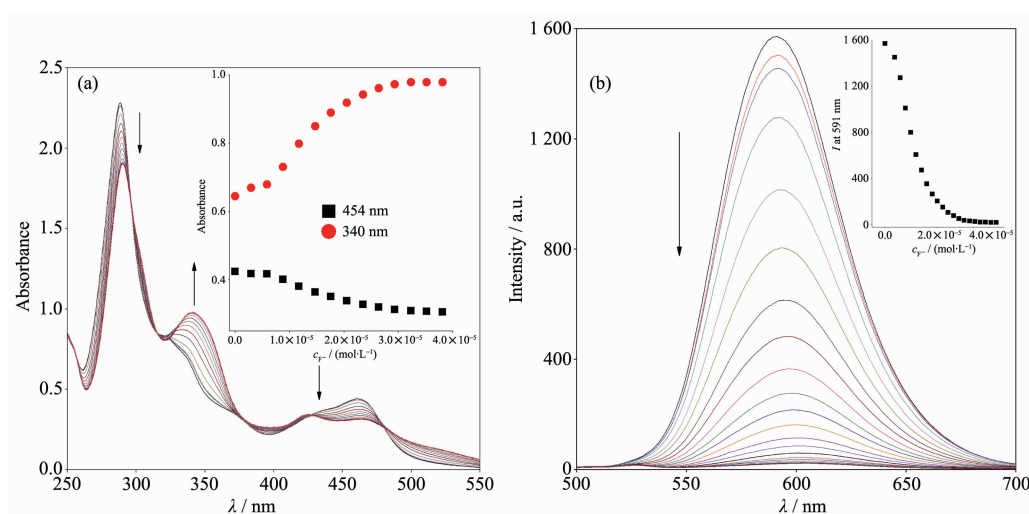 (a)
2.5
2.0
1.5
1.0
0.5
0.0
Absorbance
250 300 350 400 450 500 550
λ / nm
1.0
0.8
0.6
0.4
Absorbance
454 nm
340 nm
0.0 1.0×10⁻⁵ 2.0×10⁻⁵ 3.0×10⁻⁵ 4.0×10⁻⁵
c_F⁻ / (mol·L⁻¹)
(b)
1 600
1 200
800
400
0
Intensity / a.u.
500 550 600 650 700
λ / nm
1 600
1 200
800
400
0
I at 591 nm
0.0 2.0×10⁻⁵ 4.0×10⁻⁵
c_F⁻ / (mol·L⁻¹)